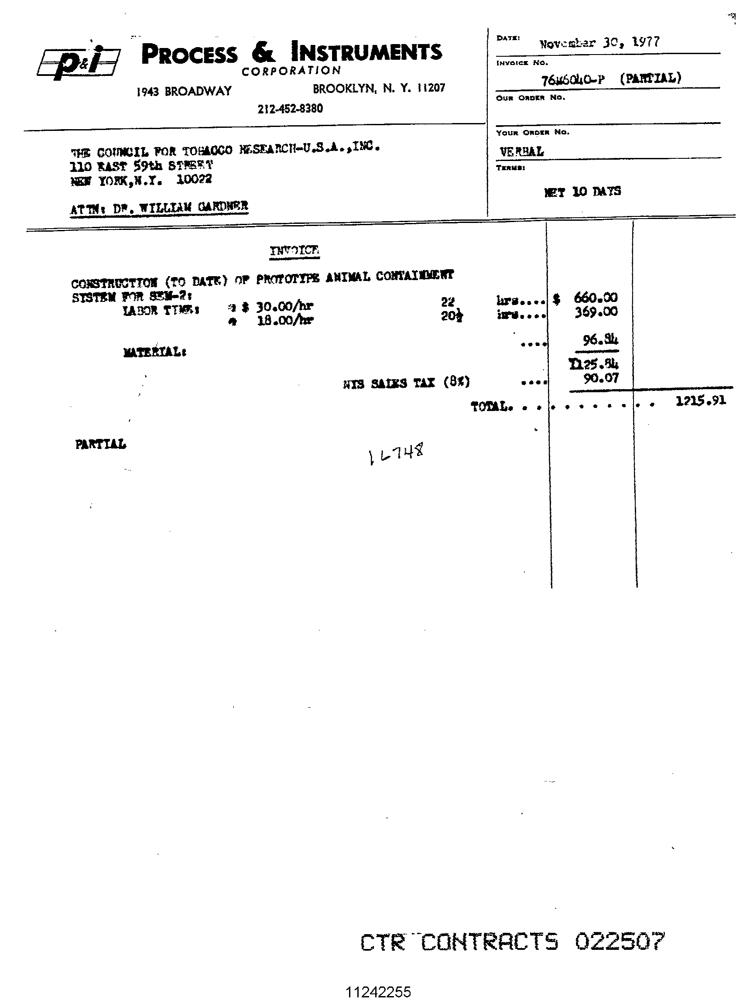 p&i PROCESS & INSTRUMENTS
CORPORATION
1943 BROADWAY BROOKLYN, N. Y. 11207
212-452-8380
DATE: November 30, 1977
INVOICE NO.
76M6040-P (PARTIAL)
OUR ORDER NO.
YOUR ORDER NO.
VERBAL
TERMS:
NET 10 DAYS
THE COUNCIL FOR TOBACCO RESEARCH-U.S.A.,INC.
110 EAST 59th STREET
NEW YORK,N.Y. 10022
ATTN: DR. WILLIAM GARDNER
INVOICE
CONSTRUCTION (TO DATE) OF PROTOTYPE ANIMAL CONTAINMENT
SYSTEM FOR SEM-2:
LABOR TIME: @ $ 30.00/hr 22 hrs.... $ 660.00
@ 18.00/hr 20½ hrs.... 369.00
MATERIAL: .... 96.84
1125.84
NYS SALES TAX (8%) .... 90.07
TOTAL. . . . . . . . . . . . 1215.91
PARTIAL
CTR CONTRACTS 022507
11242255